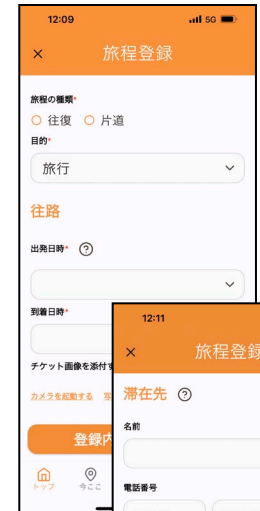 12:09
5G
×
旅程登録
旅程の種類*
往復
片道
目的*
旅行
往路
出発日時* ?
到着日時*
チケット画像を添付す
カメラを起動する
登録内
トップ
今ここ
12:11
×
旅程登録
滞在先 ?
名前
電話番号